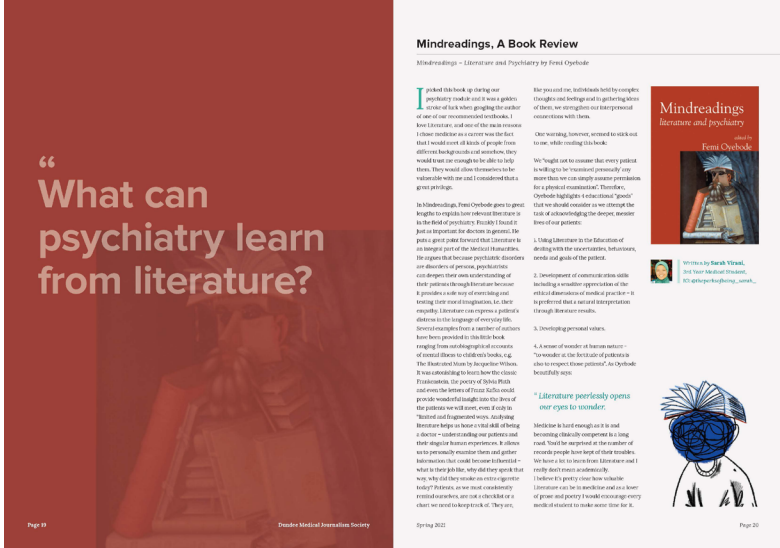 “
What can
psychiatry learn
from literature?
Page 19
Dundee Medical Journalism Society
Mindreadings, A Book Review
Mindreadings – Literature and Psychiatry by Femi Oyebode
I picked this book up during our
psychiatry module and it was a golden
stroke of luck when googling the author
of one of our recommended textbooks. I
love Literature, and one of the main reasons
I chose medicine as a career was the fact
that I would meet all kinds of people from
different backgrounds and somehow, they
would trust me enough to be able to help
them. They would allow themselves to be
vulnerable with me and I considered that a
great privilege.
In Mindreadings, Femi Oyebode goes to great
lengths to explain how relevant literature is
in the field of psychiatry. Frankly I found it
just as important for doctors in general. He
puts a great point forward that Literature is
an integral part of the Medical Humanities.
He argues that because psychiatric disorders
are disorders of persons, psychiatrists
can deepen their own understanding of
their patients through literature because
it provides a safe way of exercising and
testing their moral imagination, i.e. their
empathy. Literature can express a patient's
distress in the language of everyday life.
Several examples from a number of authors
have been provided in this little book
ranging from autobiographical accounts
of mental illness to children's books, e.g.
The Illustrated Mum by Jacqueline Wilson.
It was astonishing to learn how the classic
Frankenstein, the poetry of Sylvia Plath
and even the letters of Franz Kafka could
provide wonderful insight into the lives of
the patients we will meet, even if only in
"limited and fragmented ways. Analysing
literature helps us hone a vital skill of being
a doctor – understanding our patients and
their singular human experiences. It allows
us to personally examine them and gather
information that could become influential –
what is their job like, why did they speak that
way, why did they smoke an extra cigarette
today? Patients, as we must consistently
remind ourselves, are not a checklist or a
chart we need to keep track of. They are,
like you and me, individuals held by complex
thoughts and feelings and in gathering ideas
of them, we strengthen our interpersonal
connections with them.
One warning, however, seemed to stick out
to me, while reading this book:
We "ought not to assume that every patient
is willing to be 'examined personally' any
more than we can simply assume permission
for a physical examination". Therefore,
Oyebode highlights 4 educational "goods"
that we should consider as we attempt the
task of acknowledging the deeper, messier
lives of our patients:
1. Using Literature in the Education of
dealing with the uncertainties, behaviours,
needs and goals of the patient.
2. Development of communication skills
including a sensitive appreciation of the
ethical dimensions of medical practice – it
is preferred that a natural interpretation
through literature results.
3. Developing personal values.
4. A sense of wonder at human nature –
"to wonder at the fortitude of patients is
also to respect those patients". As Oyebode
beautifully says:
“ Literature peerlessly opens
our eyes to wonder.
Medicine is hard enough as it is and
becoming clinically competent is a long
road. You'd be surprised at the number of
records people have kept of their troubles.
We have a lot to learn from Literature and I
really don't mean academically.
I believe it's pretty clear how valuable
Literature can be in medicine and as a lover
of prose and poetry I would encourage every
medical student to make some time for it.
Mindreadings
literature and psychiatry
edited by
Femi Oyebode
Written by Sarah Virani,
3rd Year Medical Student,
Spring 2021
Page 20